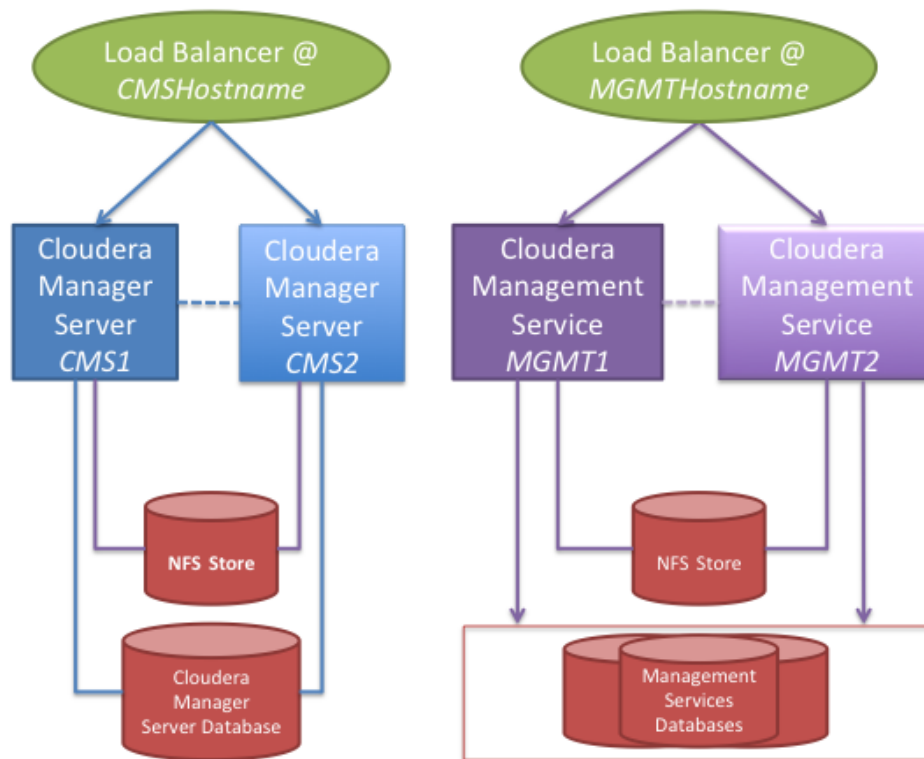 Load Balancer @
CMSHostname
Load Balancer @
MGMTHostname
Cloudera
Manager
Server
CMS1
Cloudera
Manager
Server
CMS2
Cloudera
Management
Service
MGMT1
Cloudera
Management
Service
MGMT2
NFS Store
NFS Store
Cloudera
Manager
Server Database
Management
Services
Databases